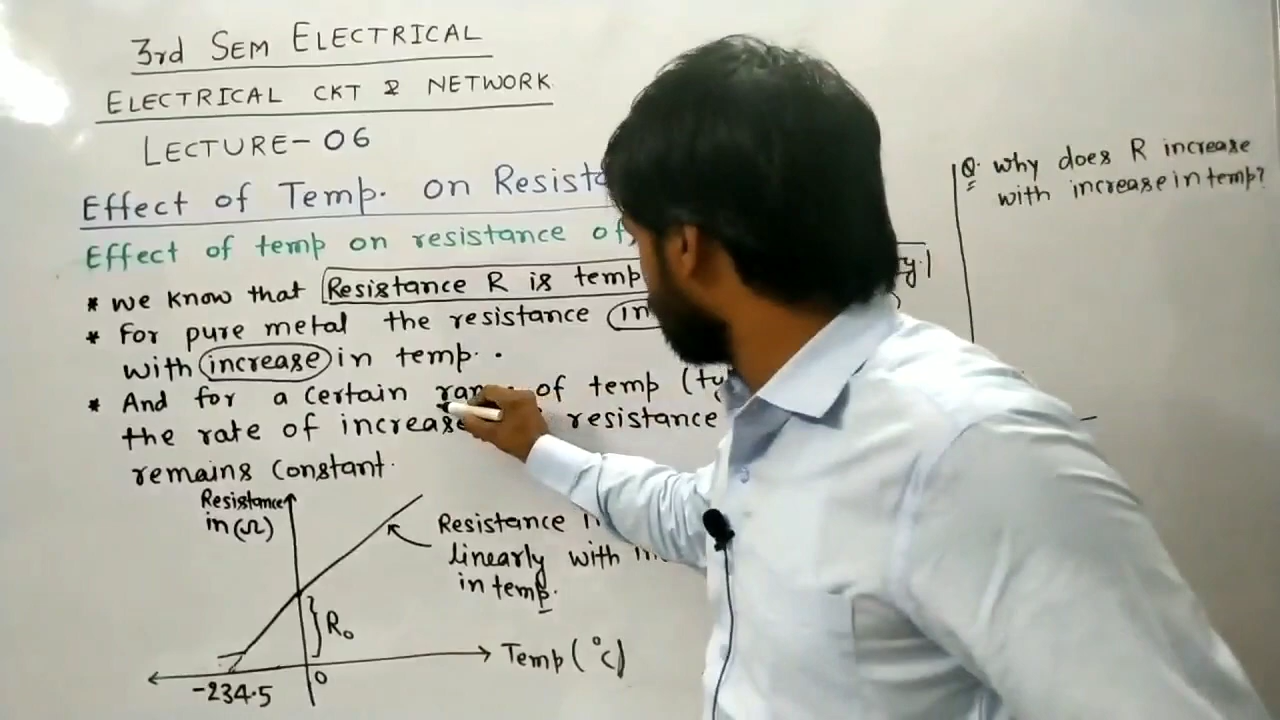 3rd SEM ELECTRICAL
ELECTRICAL CKT & NETWORK
LECTURE-06
Effect of Temp. on
Effect of temp on resistance of
* we know that Resistance R is temp
* For pure metal the resistance
with increase in temp.
* And for a certain of temp
the rate of increase resistance
remains constant.
Resistance
in (Ω)
Resistance
linearly with
in temp.
R₀
Temp (°C)
0
-234.5
Q. why does R increase
with increase in temp?